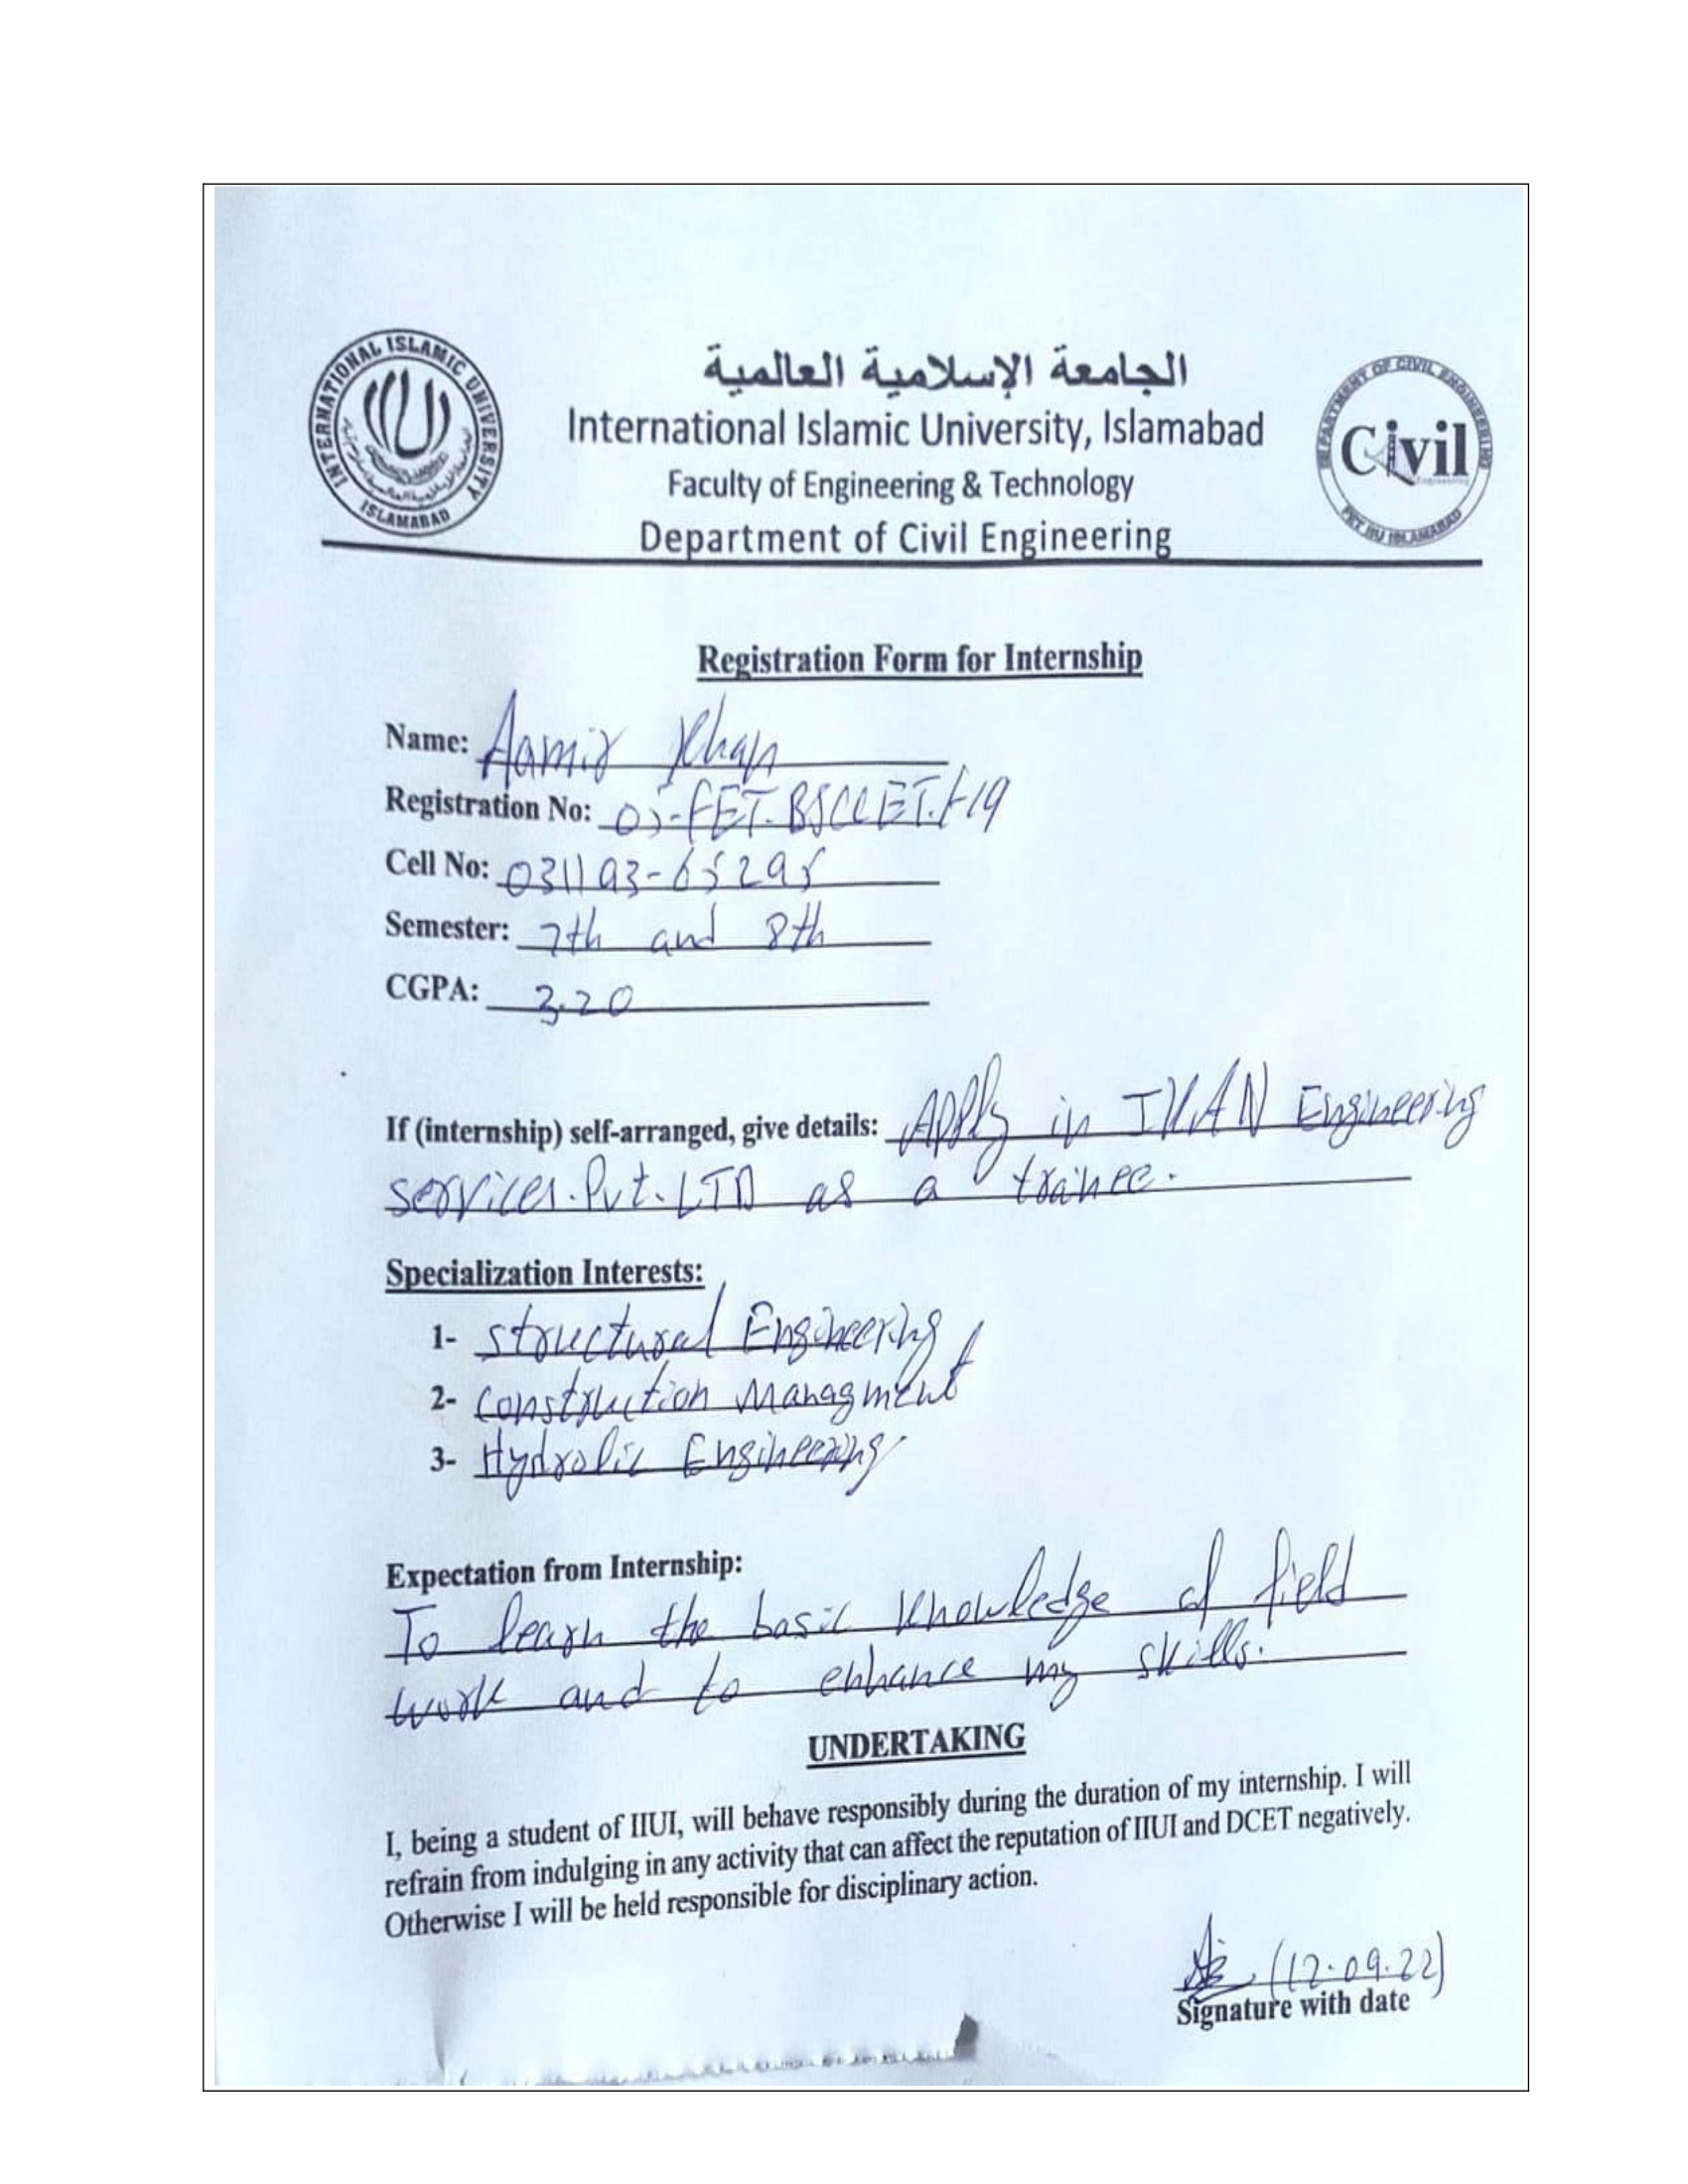 الجامعة الإسلامية العالمية
International Islamic University, Islamabad
Faculty of Engineering & Technology
Department of Civil Engineering
INTERNATIONAL ISLAMIC UNIVERSITY
ISLAMABAD
DEPARTMENT OF CIVIL ENGINEERING
Civil
Engineering
FET IIU ISLAMABAD
Registration Form for Internship
Name: Aamir Khan
Registration No: 05-FET.BSCCET.F19
Cell No: 031193-65295
Semester: 7th and 8th
CGPA: 3.20
If (internship) self-arranged, give details: Apply in IKAN Engineering
services.Pvt.LTD as a trainee.
Specialization Interests:
1- structural Engineering
2- construction Managment
3- Hydrolic Engineering
Expectation from Internship:
To learn the basic knowledge of field
work and to enhance my skills.
UNDERTAKING
I, being a student of IIUI, will behave responsibly during the duration of my internship. I will
refrain from indulging in any activity that can affect the reputation of IIUI and DCET negatively.
Otherwise I will be held responsible for disciplinary action.
(12.09.22)
Signature with date